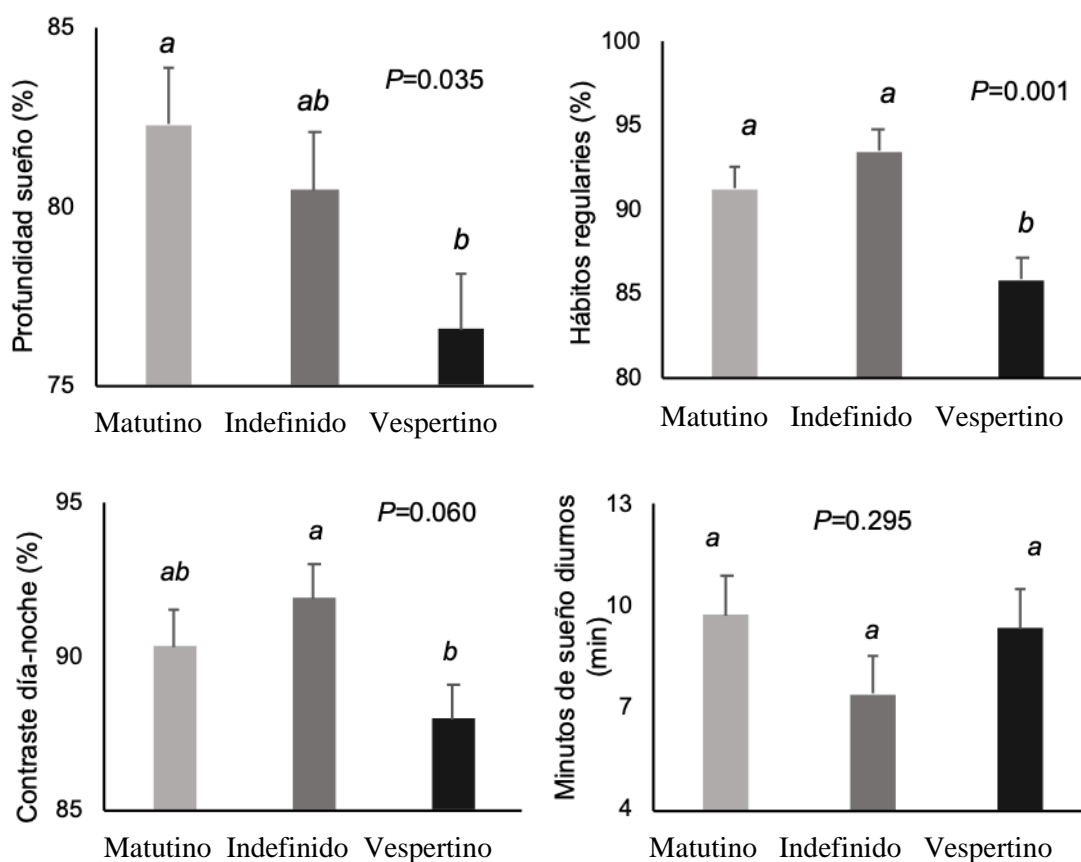 Profundidad sueño (%)
85
80
75
a
ab
b
P=0.035
Matutino Indefinido Vespertino
Hábitos regularies (%)
100
95
90
85
80
a
a
b
P=0.001
Matutino Indefinido Vespertino
Contraste día-noche (%)
95
90
85
ab
a
b
P=0.060
Matutino Indefinido Vespertino
Minutos de sueño diurnos
(min)
13
10
7
4
a
a
a
P=0.295
Matutino Indefinido Vespertino